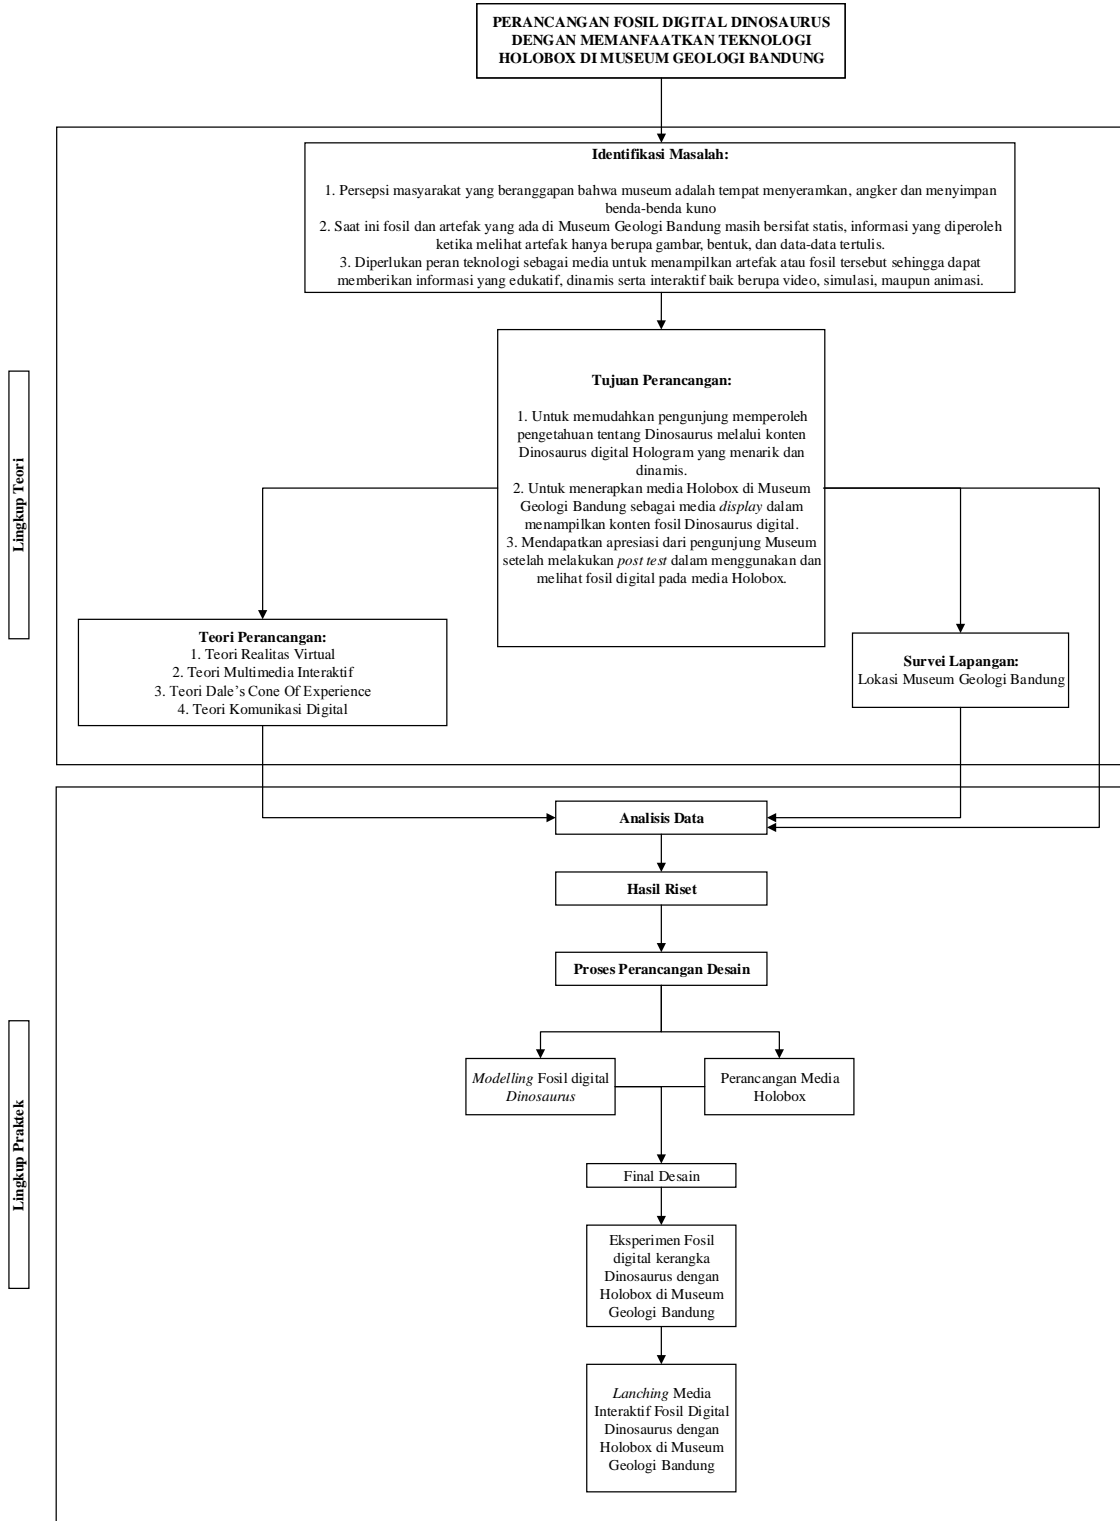 PERANCANGAN FOSIL DIGITAL DINOSAURUS
DENGAN MEMANFAATKAN TEKNOLOGI
HOLOBOX DI MUSEUM GEOLOGI BANDUNG
Identifikasi Masalah:
1. Persepsi masyarakat yang beranggapan bahwa museum adalah tempat menyeramkan, angker dan menyimpan
benda-benda kuno
2. Saat ini fosil dan artefak yang ada di Museum Geologi Bandung masih bersifat statis, informasi yang diperoleh
ketika melihat artefak hanya berupa gambar, bentuk, dan data-data tertulis.
3. Diperlukan peran teknologi sebagai media untuk menampilkan artefak atau fosil tersebut sehingga dapat
memberikan informasi yang edukatif, dinamis serta interaktif baik berupa video, simulasi, maupun animasi.
Lingkup Teori
Tujuan Perancangan:
1. Untuk memudahkan pengunjung memperoleh
pengetahuan tentang Dinosaurus melalui konten
Dinosaurus digital Hologram yang menarik dan
dinamis.
2. Untuk menerapkan media Holobox di Museum
Geologi Bandung sebagai media display dalam
menampilkan konten fosil Dinosaurus digital.
3. Mendapatkan apresiasi dari pengunjung Museum
setelah melakukan post test dalam menggunakan dan
melihat fosil digital pada media Holobox.
Teori Perancangan:
1. Teori Realitas Virtual
2. Teori Multimedia Interaktif
3. Teori Dale's Cone Of Experience
4. Teori Komunikasi Digital
Survei Lapangan:
Lokasi Museum Geologi Bandung
Analisis Data
Hasil Riset
Proses Perancangan Desain
Lingkup Praktek
Modelling Fosil digital
Dinosaurus
Perancangan Media
Holobox
Final Desain
Eksperimen Fosil
digital kerangka
Dinosaurus dengan
Holobox di Museum
Geologi Bandung
Lanching Media
Interaktif Fosil Digital
Dinosaurus dengan
Holobox di Museum
Geologi Bandung